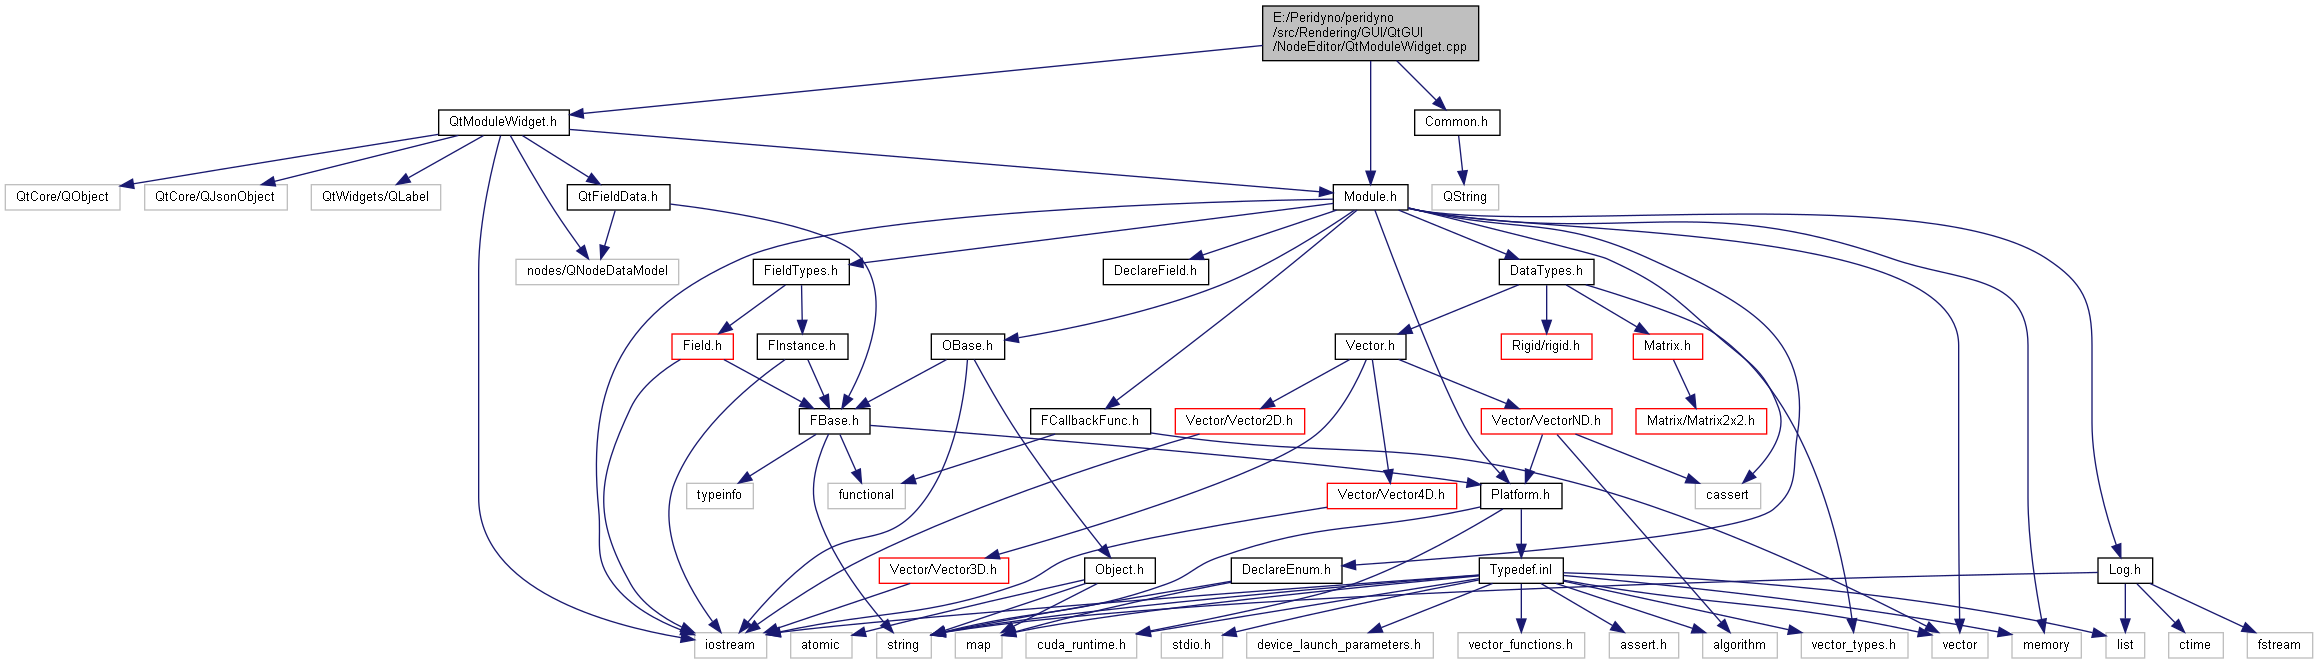 E:/Peridyno/peridyno
/src/Rendering/GUI/QtGUI
/NodeEditor/QtModuleWidget.cpp
QtModuleWidget.h
Common.h
QtCore/QObject
QtCore/QJsonObject
QtWidgets/QLabel
QtFieldData.h
Module.h
QString
nodes/QNodeDataModel
FieldTypes.h
DeclareField.h
DataTypes.h
Field.h
FInstance.h
OBase.h
Vector.h
Rigid/rigid.h
Matrix.h
FBase.h
FCallbackFunc.h
Vector/Vector2D.h
Vector/VectorND.h
Matrix/Matrix2x2.h
typeinfo
functional
Vector/Vector4D.h
Platform.h
cassert
Vector/Vector3D.h
Object.h
DeclareEnum.h
Typedef.inl
Log.h
iostream
atomic
string
map
cuda_runtime.h
stdio.h
device_launch_parameters.h
vector_functions.h
assert.h
algorithm
vector_types.h
vector
memory
list
ctime
fstream